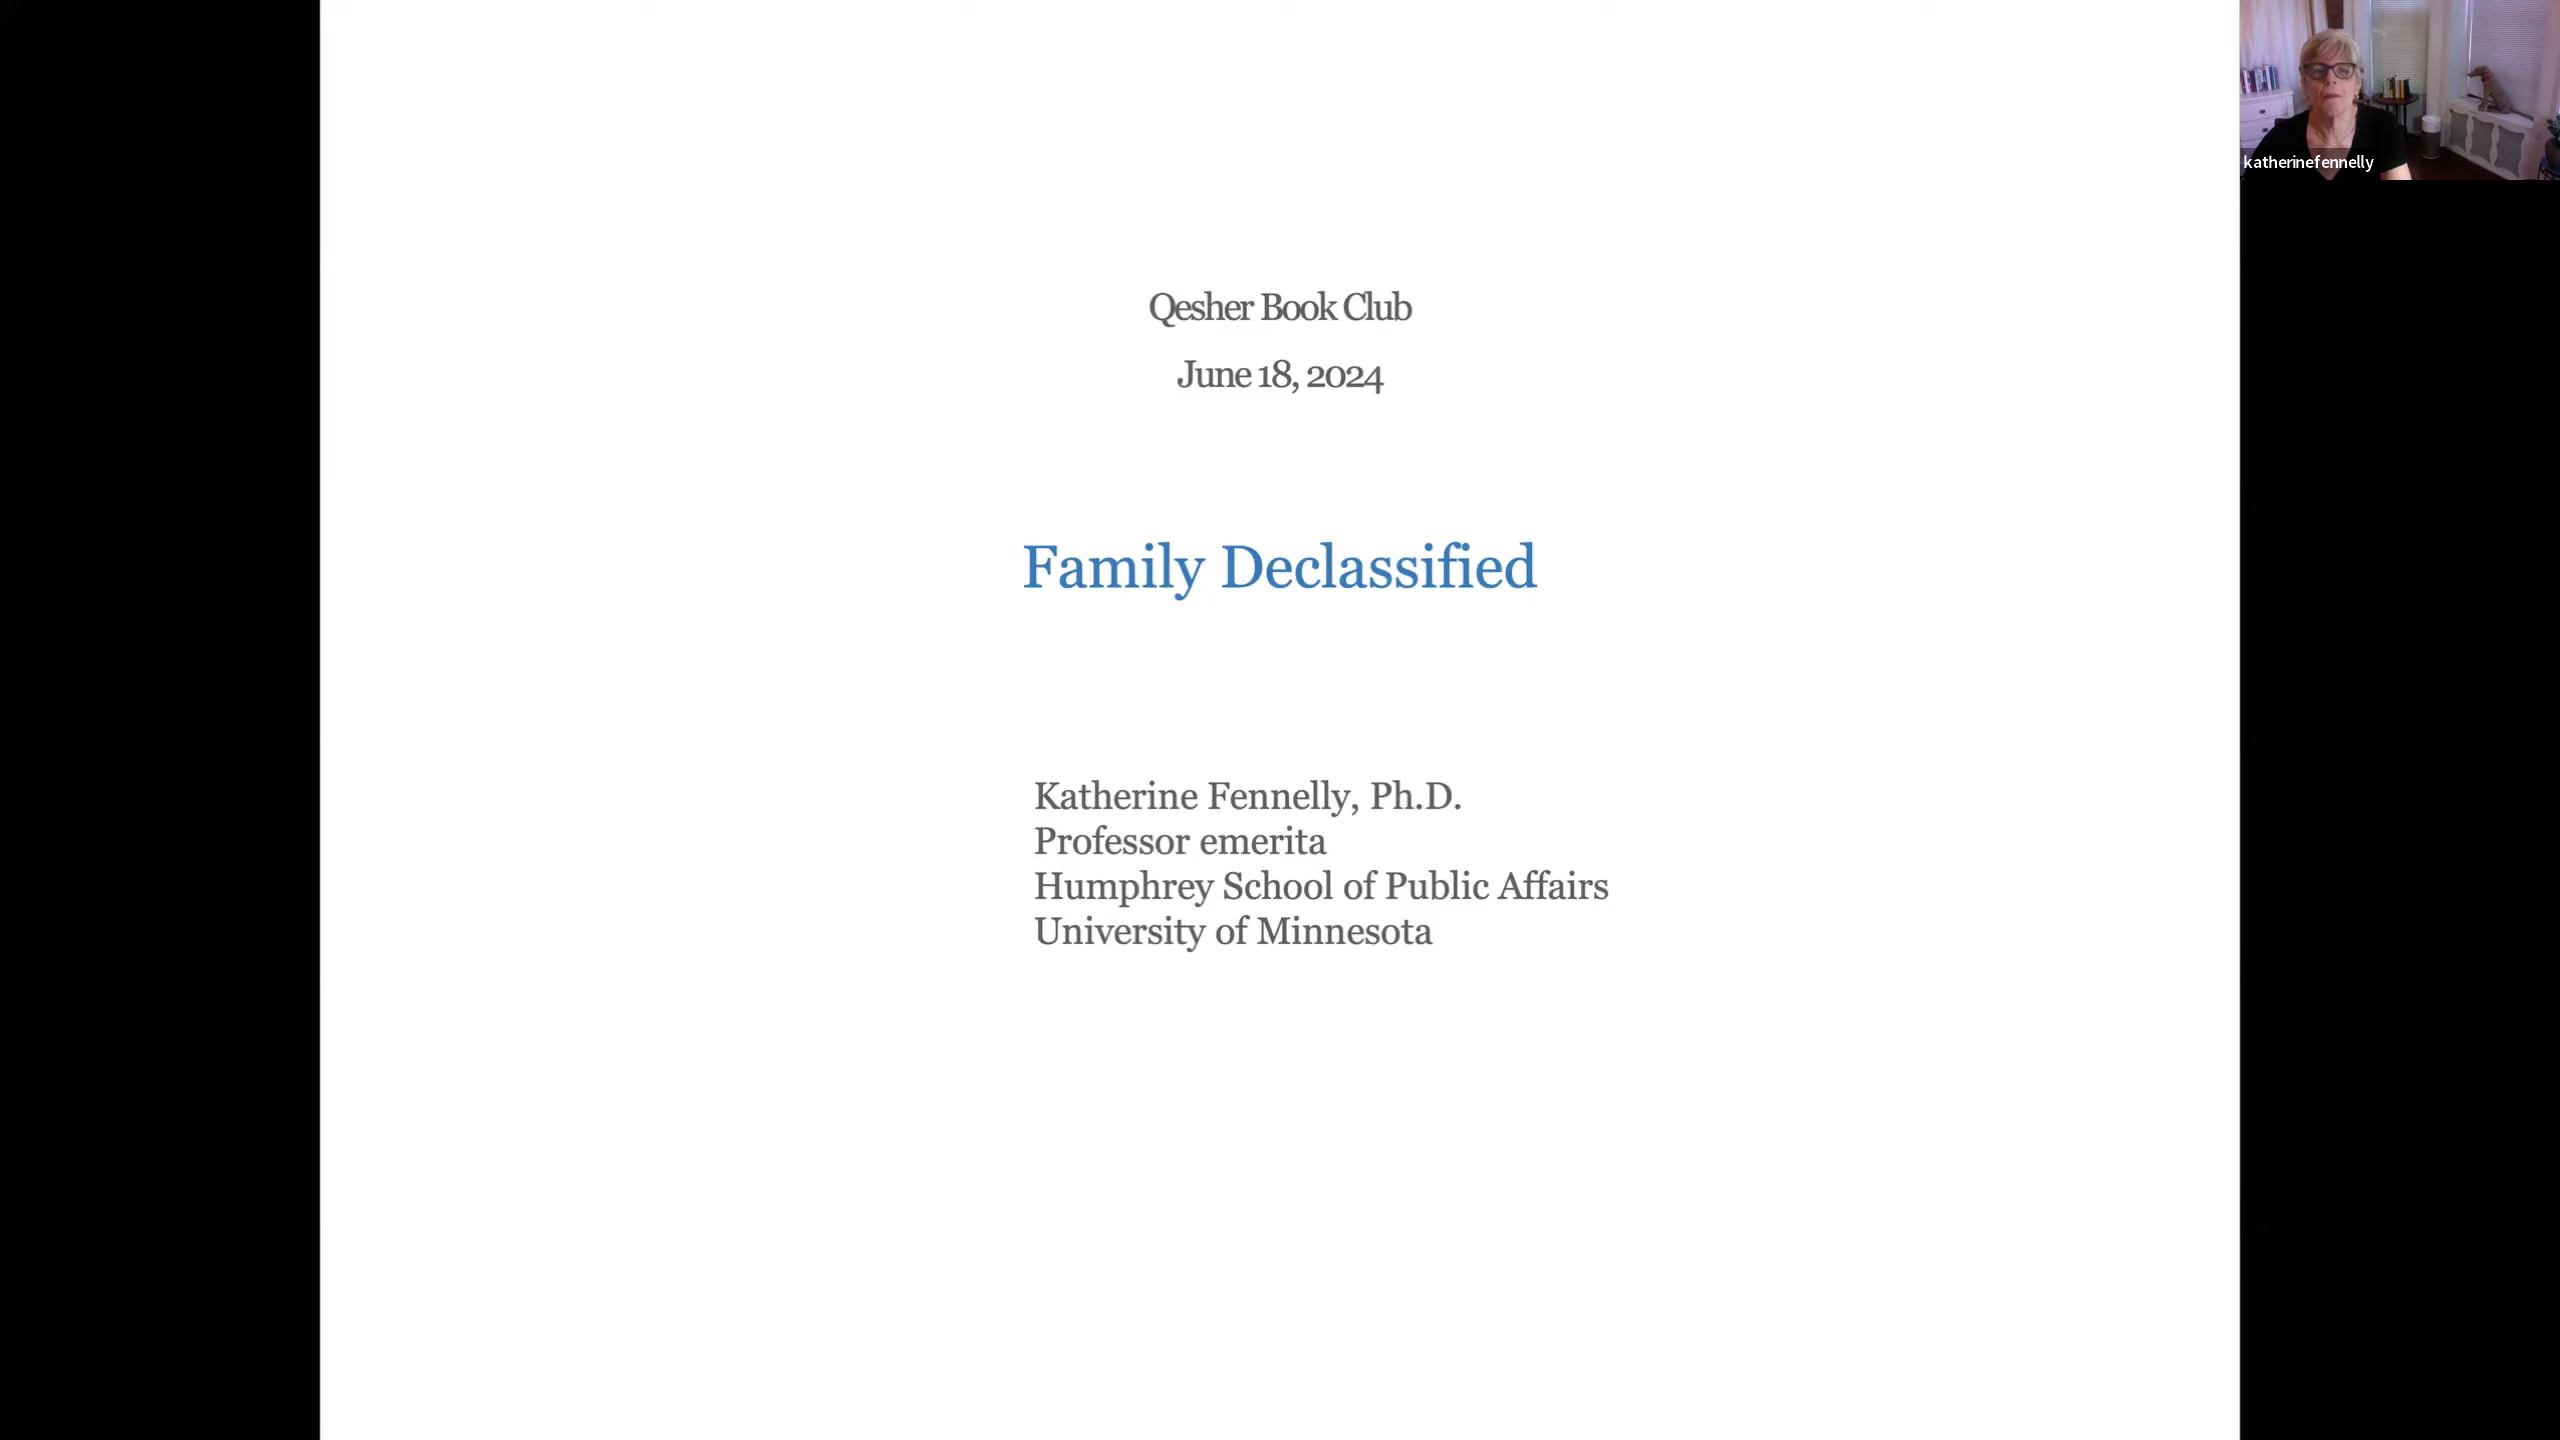 Qesher Book Club
June 18, 2024
Family Declassified
Katherine Fennelly, Ph.D.
Professor emerita
Humphrey School of Public Affairs
University of Minnesota
katherinefennelly